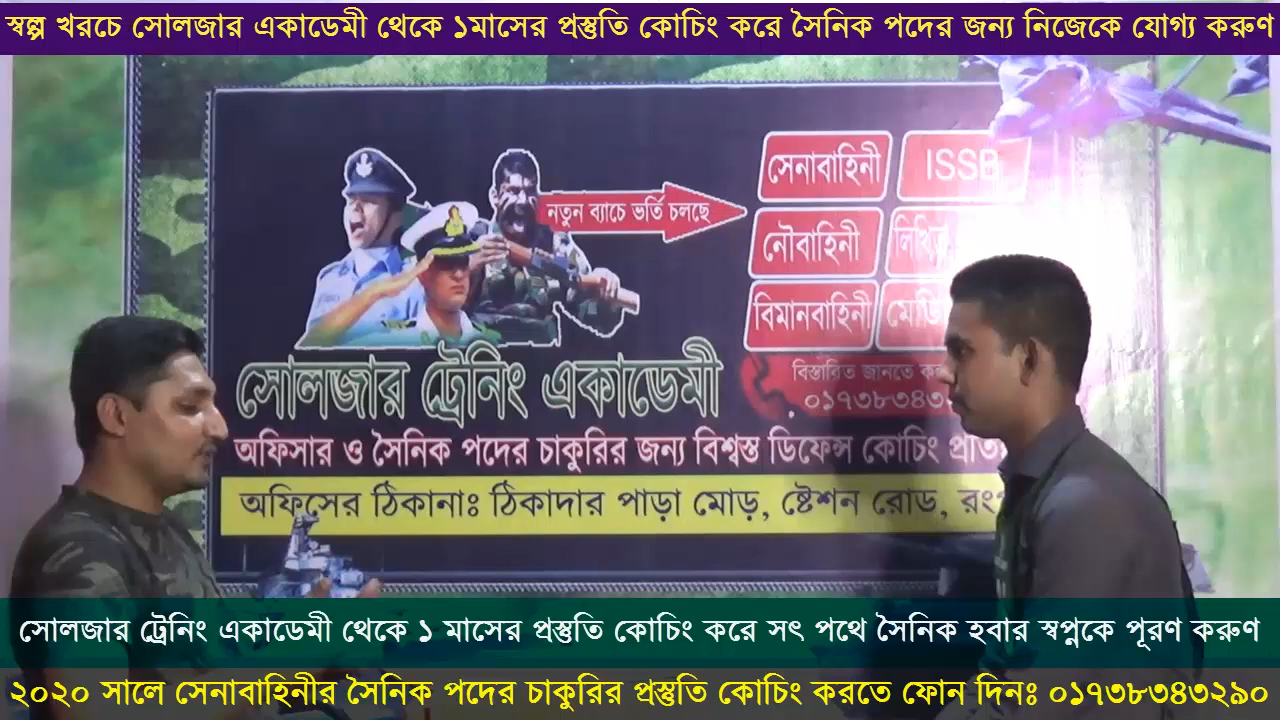 স্বল্প খরচে সোলজার একাডেমী থেকে ১মাসের প্রস্তুতি কোচিং করে সৈনিক পদের জন্য নিজেকে যোগ্য করুণ
নতুন ব্যাচে ভর্তি চলছে
সেনাবাহিনী ISSB
নৌবাহিনী
বিমানবাহিনী
সোলজার ট্রেনিং একাডেমী
বিস্তারিত জানতে
০১৭৩৮৩৪৩
অফিসার ও সৈনিক পদের চাকুরির জন্য বিশ্বস্ত ডিফেন্স কোচিং
অফিসের ঠিকানাঃ ঠিকাদার পাড়া মোড়, ষ্টেশন রোড,
সোলজার ট্রেনিং একাডেমী থেকে ১ মাসের প্রস্তুতি কোচিং করে সৎ পথে সৈনিক হবার স্বপ্নকে পূরণ করুণ
২০২০ সালে সেনাবাহিনীর সৈনিক পদের চাকুরির প্রস্তুতি কোচিং করতে ফোন দিনঃ ০১৭৩৮৩৪৩২৯০